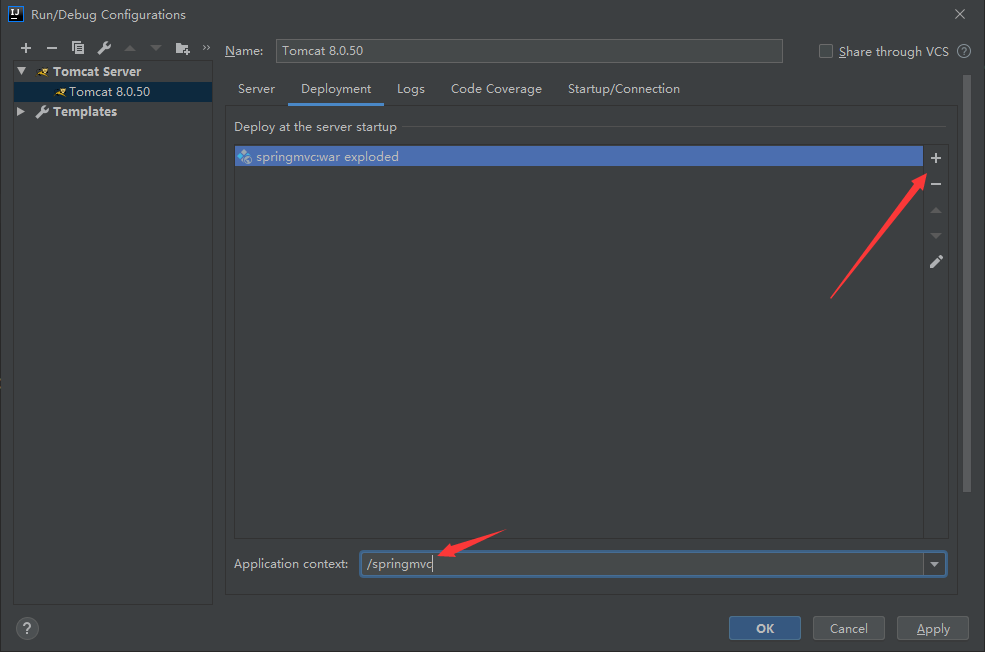 Run/Debug Configurations
Name: Tomcat 8.0.50
Share through VCS ?
Tomcat Server
Tomcat 8.0.50
Templates
Server Deployment Logs Code Coverage Startup/Connection
Deploy at the server startup
springmvc:war exploded
Application context: /springmvc
? OK Cancel Apply